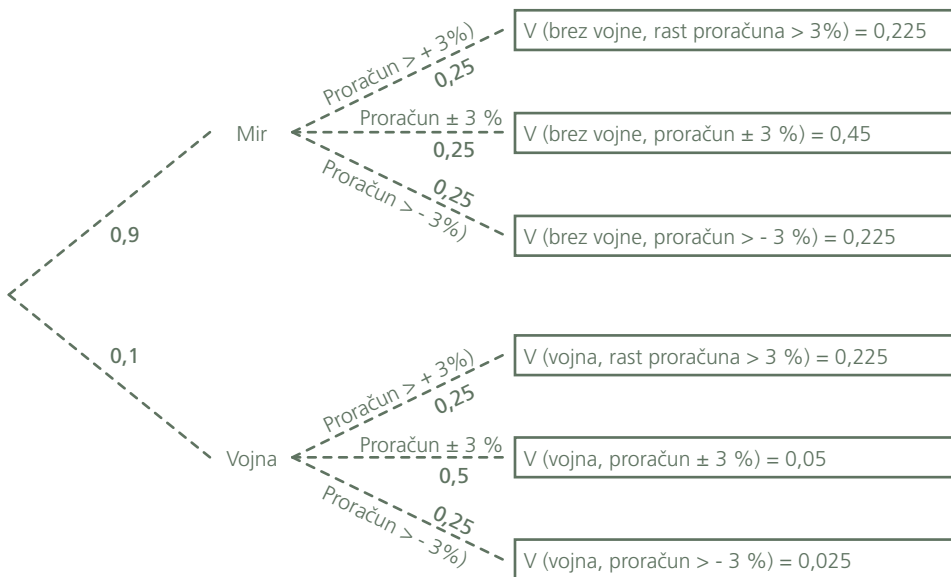 Proračun > + 3%)
0,25
V (brez vojne, rast proračuna > 3%) = 0,225
Mir
Proračun ± 3 %
0,25
V (brez vojne, proračun ± 3 %) = 0,45
0,25
Proračun > - 3%)
V (brez vojne, proračun > - 3 %) = 0,225
0,9
0,1
Proračun > + 3%)
0,25
V (vojna, rast proračuna > 3 %) = 0,225
Vojna
Proračun ± 3 %
0,5
V (vojna, proračun ± 3 %) = 0,05
0,25
Proračun > - 3%)
V (vojna, proračun > - 3 %) = 0,025